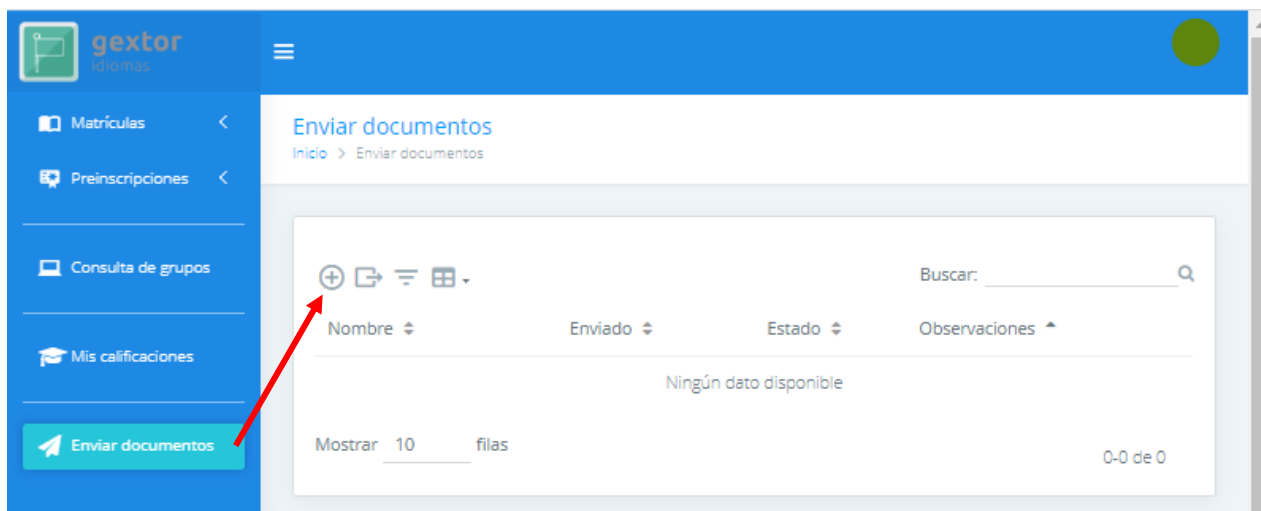 gextor
idiomas
Matrículas
Preinscripciones
Consulta de grupos
Mis calificaciones
Enviar documentos
Enviar documentos
Inicio > Enviar documentos
Buscar:
Nombre Enviado Estado Observaciones
Ningún dato disponible
Mostrar 10 filas
0-0 de 0